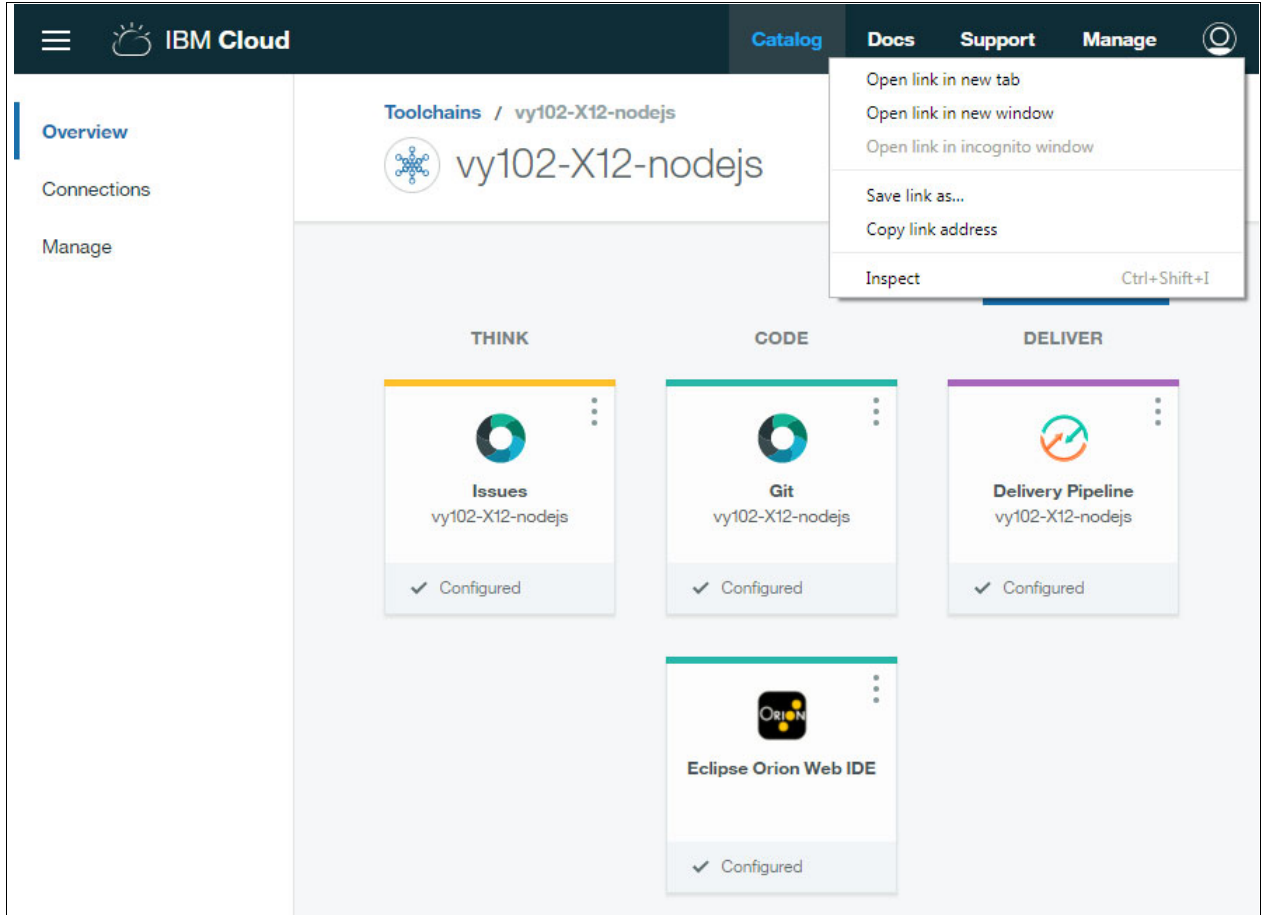 IBM Cloud
Catalog Docs Support Manage
Open link in new tab
Open link in new window
Open link in incognito window
Save link as...
Copy link address
Inspect Ctrl+Shift+I
Overview
Connections
Manage
Toolchains / vy102-X12-nodejs
vy102-X12-nodejs
THINK CODE DELIVER
Issues
vy102-X12-nodejs
Configured
Git
vy102-X12-nodejs
Configured
Delivery Pipeline
vy102-X12-nodejs
Configured
ORION
Eclipse Orion Web IDE
Configured